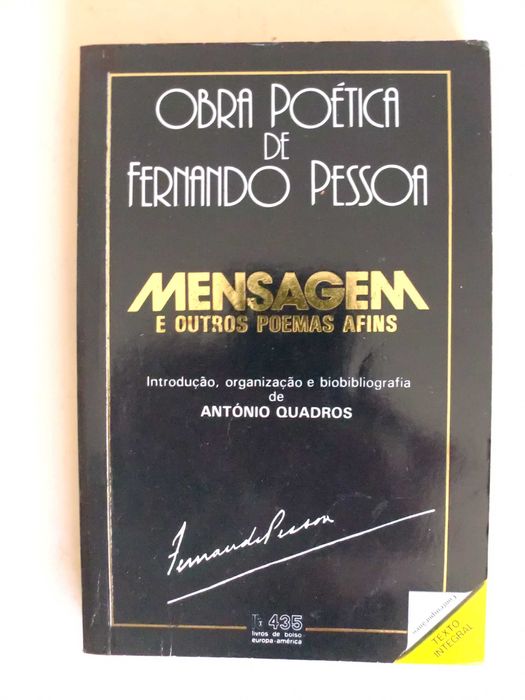 OBRA POÉTICA
DE
FERNANDO PESSOA
MENSAGEM
E OUTROS POEMAS AFINS
Introdução, organização e biobibliografia
de
ANTÓNIO QUADROS
Fernando Pessoa
435
livros de bolso
europa-américa
TEXTO
INTEGRAL